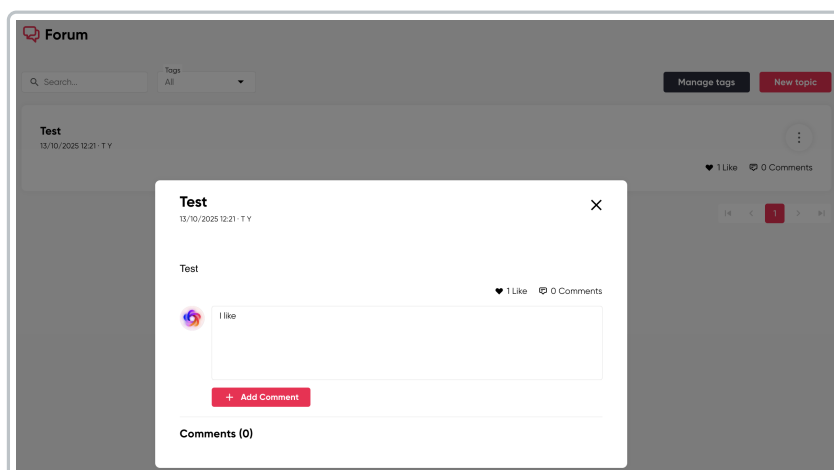 Forum
Search...
Tags
All
Manage tags
New topic
Test
13/10/2025 12:21 · T Y
1 Like
0 Comments
1
Test
13/10/2025 12:21 · T Y
Test
1 Like
0 Comments
I like
+ Add Comment
Comments (0)